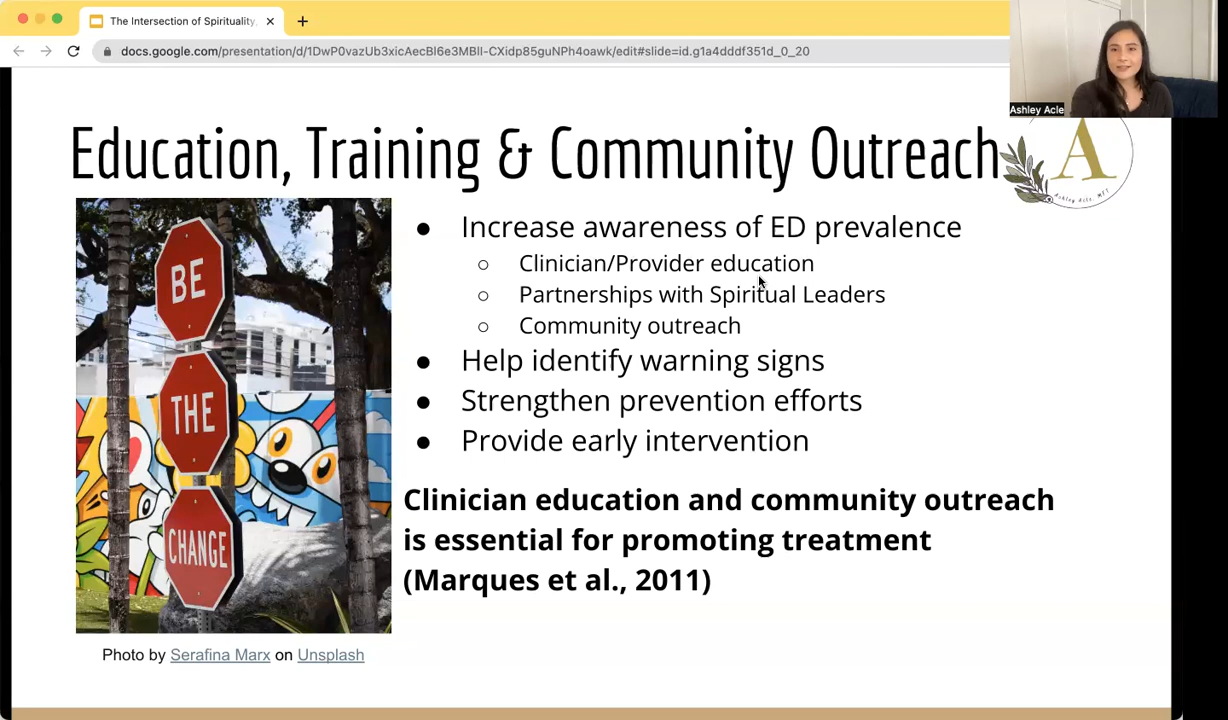 The Intersection of Spirituality,
docs.google.com/presentation/d/1DwP0vazUb3xicAecBl6e3MBlI-CXidp85guNPh4oawk/edit#slide=id.g1a4dddf351d_0_20
Ashley Acle
Education, Training & Community Outreach
A
Ashley Acle, MFT
BE
THE
CHANGE
● Increase awareness of ED prevalence
○ Clinician/Provider education
○ Partnerships with Spiritual Leaders
○ Community outreach
● Help identify warning signs
● Strengthen prevention efforts
● Provide early intervention
Clinician education and community outreach
is essential for promoting treatment
(Marques et al., 2011)
Photo by Serafina Marx on Unsplash